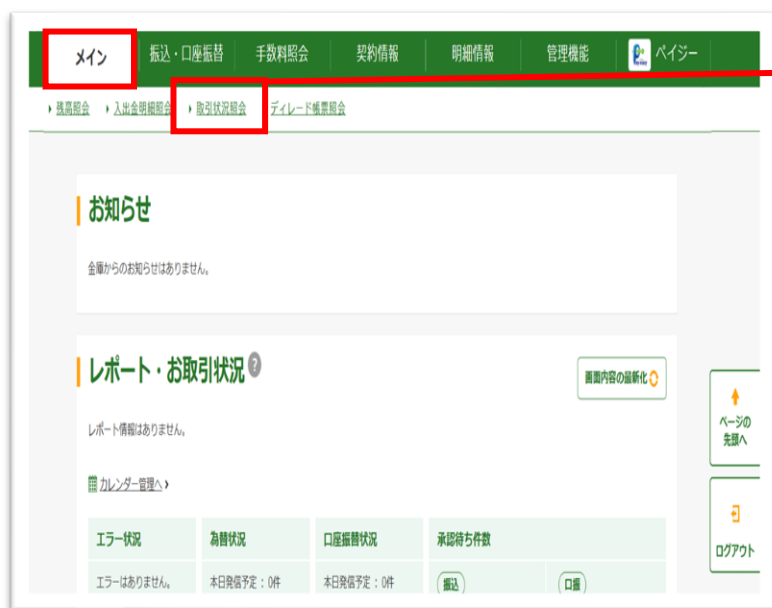 メイン 振込・口座振替 手数料照会 契約情報 明細情報 管理機能 ペイジー
残高照会 入出金明細照会 取引状況照会 ディレード帳票照会
お知らせ
金庫からのお知らせはありません。
レポート・お取引状況 ?
画面内容の最新化
レポート情報はありません。
カレンダー管理へ
ページの
先頭へ
ログアウト
エラー状況 為替状況 口座振替状況 承認待ち件数
エラーはありません。 本日発信予定:0件 本日発信予定:0件 振込 口振